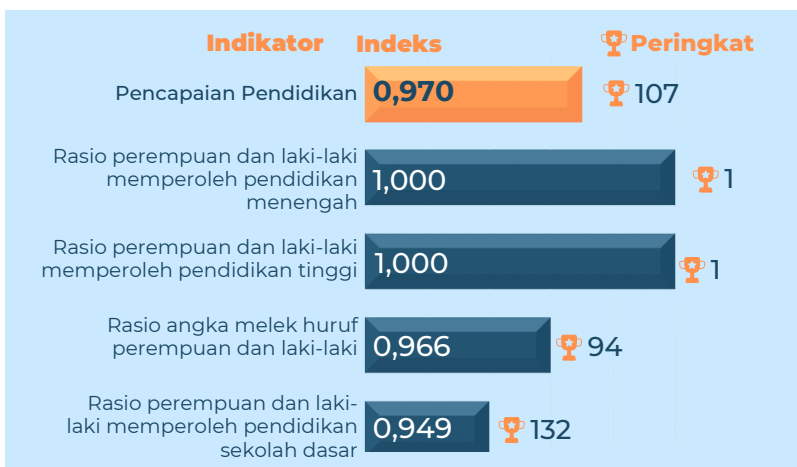 Indikator Indeks Peringkat
Pencapaian Pendidikan 0,970 107
Rasio perempuan dan laki-laki
memperoleh pendidikan
menengah
1,000 1
Rasio perempuan dan laki-laki
memperoleh pendidikan tinggi
1,000 1
Rasio angka melek huruf
perempuan dan laki-laki
0,966 94
Rasio perempuan dan laki-
laki memperoleh pendidikan
sekolah dasar
0,949 132